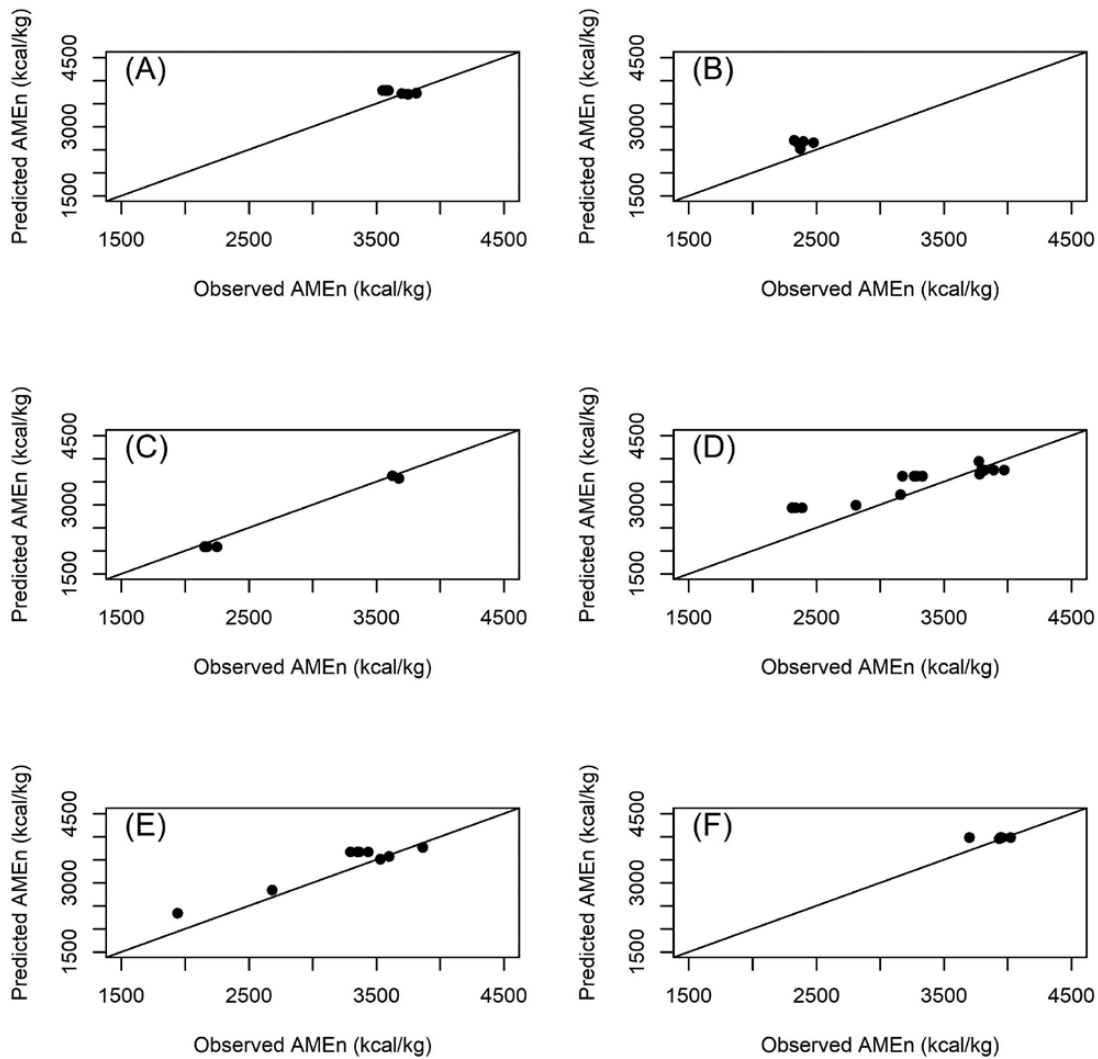 (A)
Predicted AMEn (kcal/kg)
4500
3000
1500
1500 2500 3500 4500
Observed AMEn (kcal/kg)
(B)
Predicted AMEn (kcal/kg)
4500
3000
1500
1500 2500 3500 4500
Observed AMEn (kcal/kg)
(C)
Predicted AMEn (kcal/kg)
4500
3000
1500
1500 2500 3500 4500
Observed AMEn (kcal/kg)
(D)
Predicted AMEn (kcal/kg)
4500
3000
1500
1500 2500 3500 4500
Observed AMEn (kcal/kg)
(E)
Predicted AMEn (kcal/kg)
4500
3000
1500
1500 2500 3500 4500
Observed AMEn (kcal/kg)
(F)
Predicted AMEn (kcal/kg)
4500
3000
1500
1500 2500 3500 4500
Observed AMEn (kcal/kg)